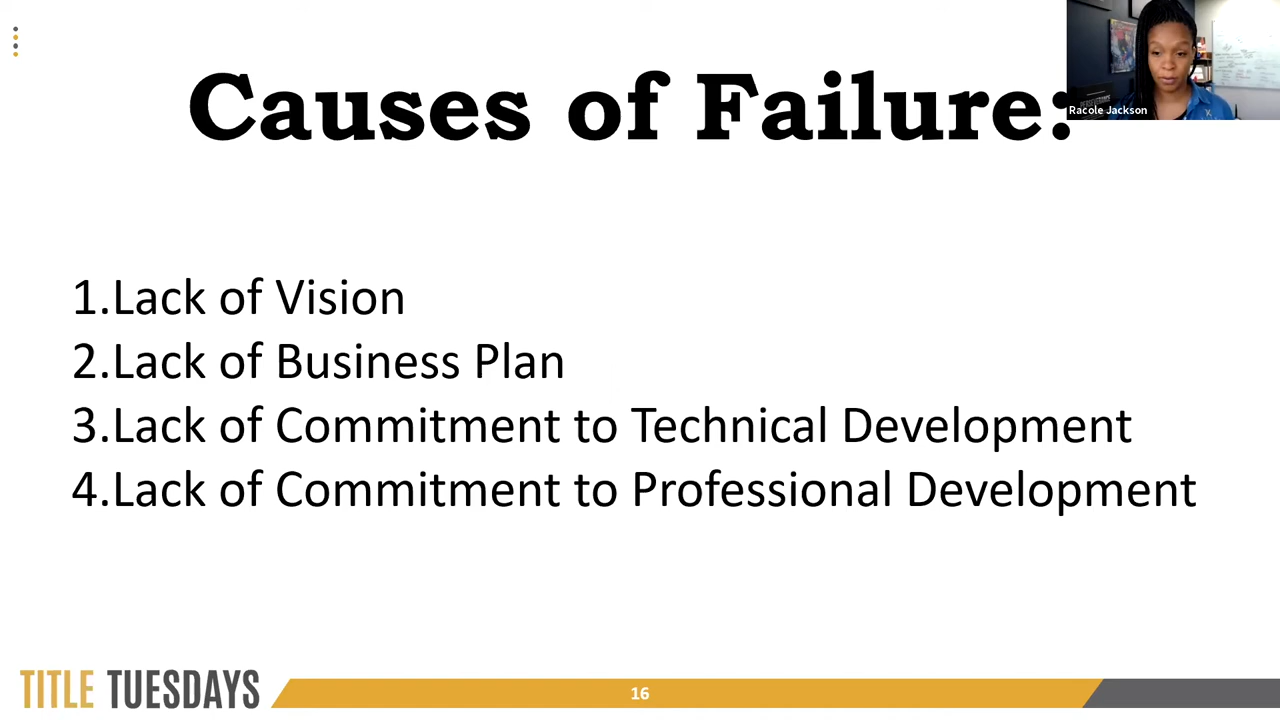 Causes of Failure:
Racole Jackson
1.Lack of Vision
2.Lack of Business Plan
3.Lack of Commitment to Technical Development
4.Lack of Commitment to Professional Development
TITLE TUESDAYS
16